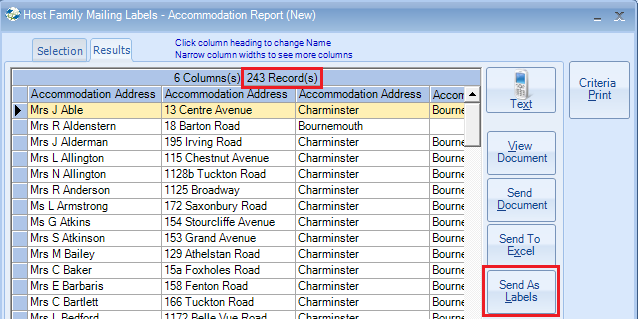 Host Family Mailing Labels - Accommodation Report (New)
Selection
Results
Click column heading to change Name
Narrow column widths to see more columns
6 Columns(s) 243 Record(s)
Accommodation Address Accommodation Address Accommodation Address Accom
Mrs J Able 13 Centre Avenue Charminster Bourne
Mrs R Aldenstern 18 Barton Road Bournemouth
Mrs J Alderman 195 Irving Road Charminster Bourne
Mrs L Allington 115 Chestnut Avenue Charminster Bourne
Mrs N Allington 1128b Tuckton Road Charminster Bourne
Mrs R Anderson 1125 Broadway Charminster Bourne
Ms L Armstrong 172 Saxonbury Road Charminster Bourne
Ms G Atkins 154 Stourcliffe Avenue Charminster Bourne
Mrs S Atkinson 153 Grand Avenue Charminster Bourne
Mrs M Bailey 129 Athelstan Road Charminster Bourne
Mrs C Baker 15a Foxholes Road Charminster Bourne
Mrs E Barbaris 158 Fenton Road Charminster Bourne
Mrs C Bartlett 166 Tuckton Road Charminster Bourne
Mrs L Bedford 1172 Belle Vue Road Charminster Bourne
Text
View
Document
Send
Document
Send To
Excel
Send As
Labels
Criteria
Print